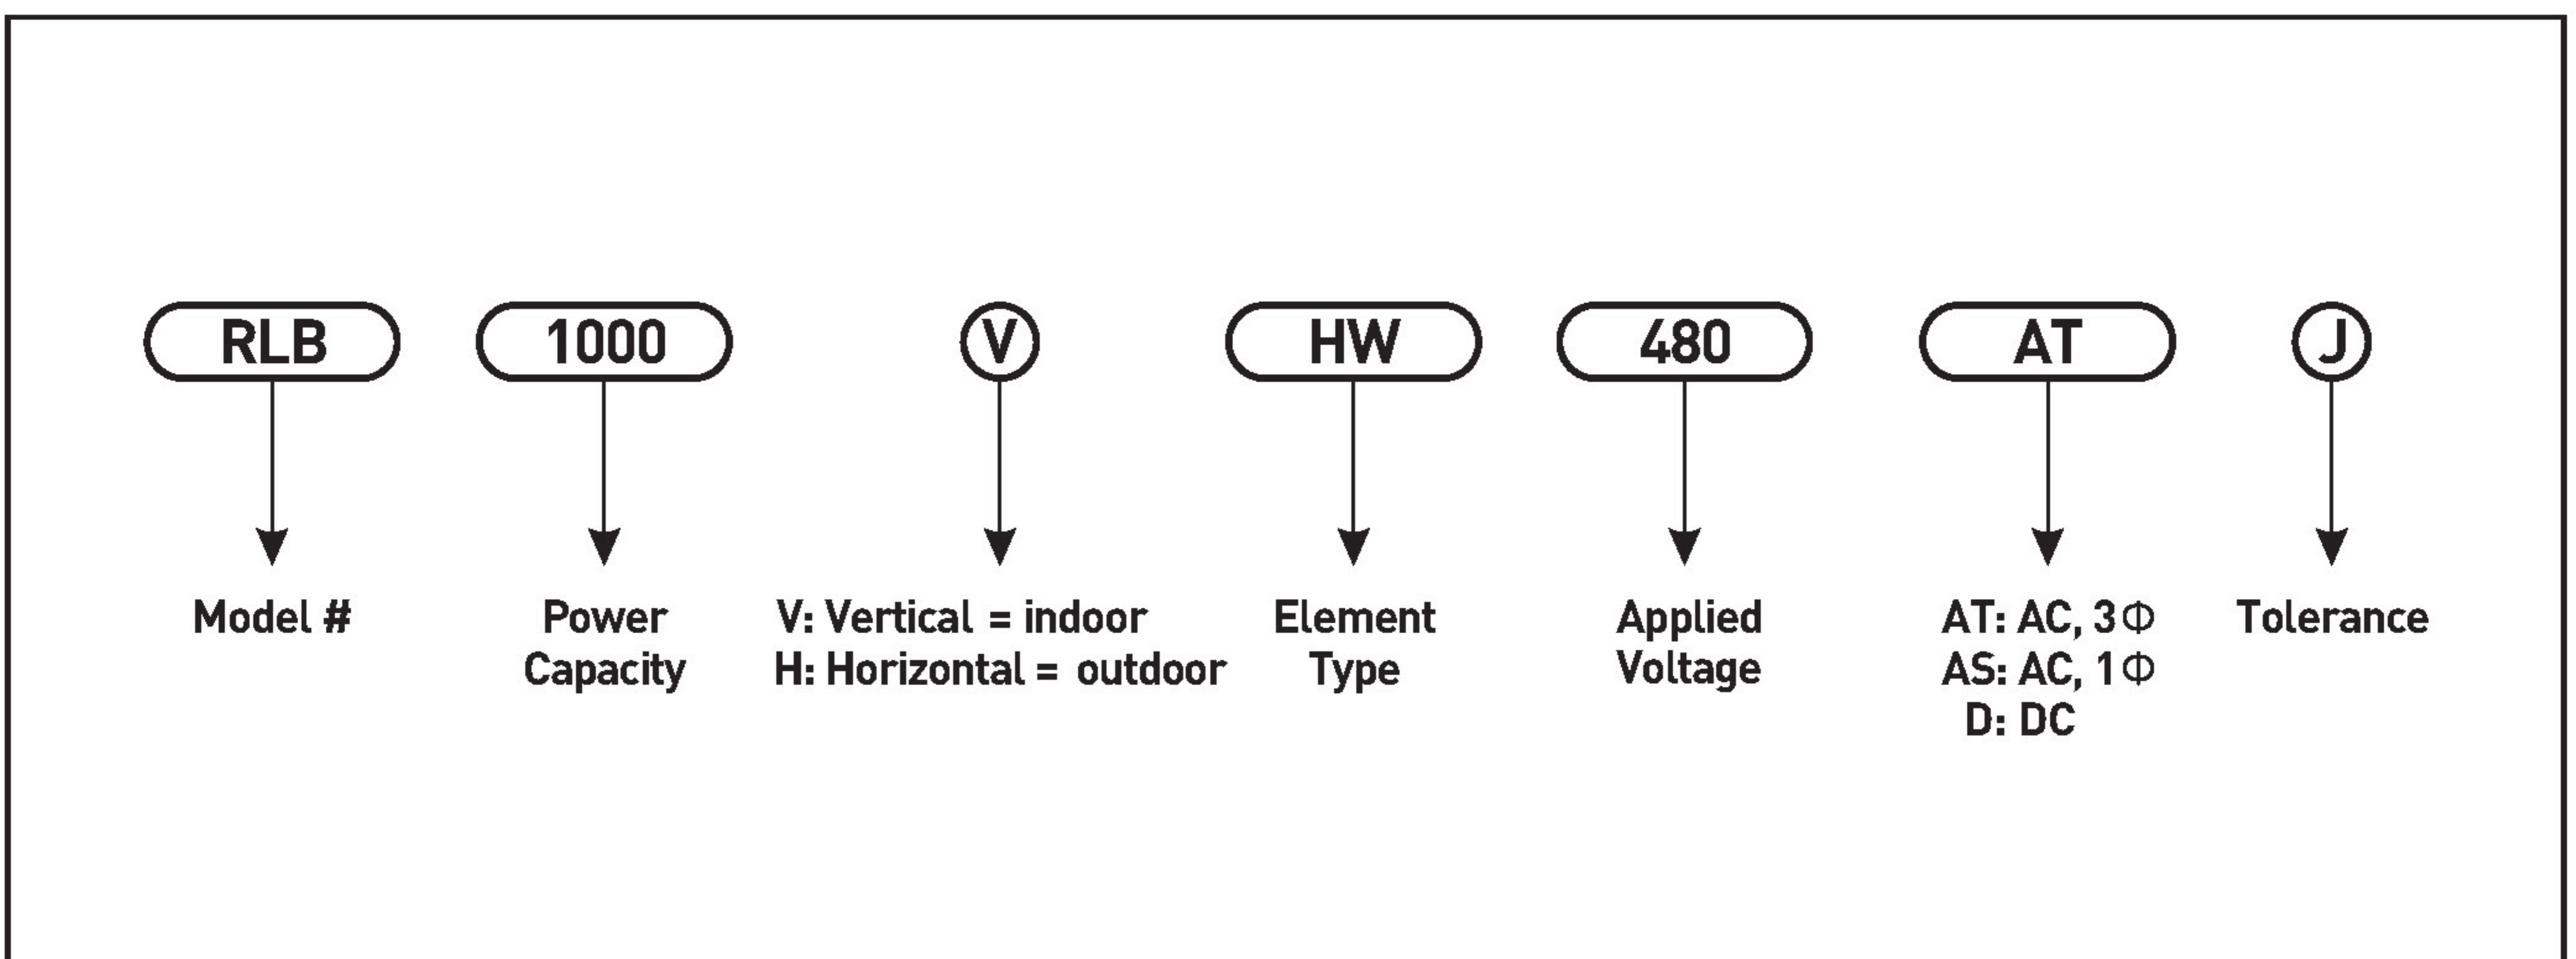 RLB 1000 V HW 480 AT J
Model # Power V: Vertical = indoor Element Applied AT: AC, 3Φ Tolerance
Capacity H: Horizontal = outdoor Type Voltage AS: AC, 1Φ
D: DC